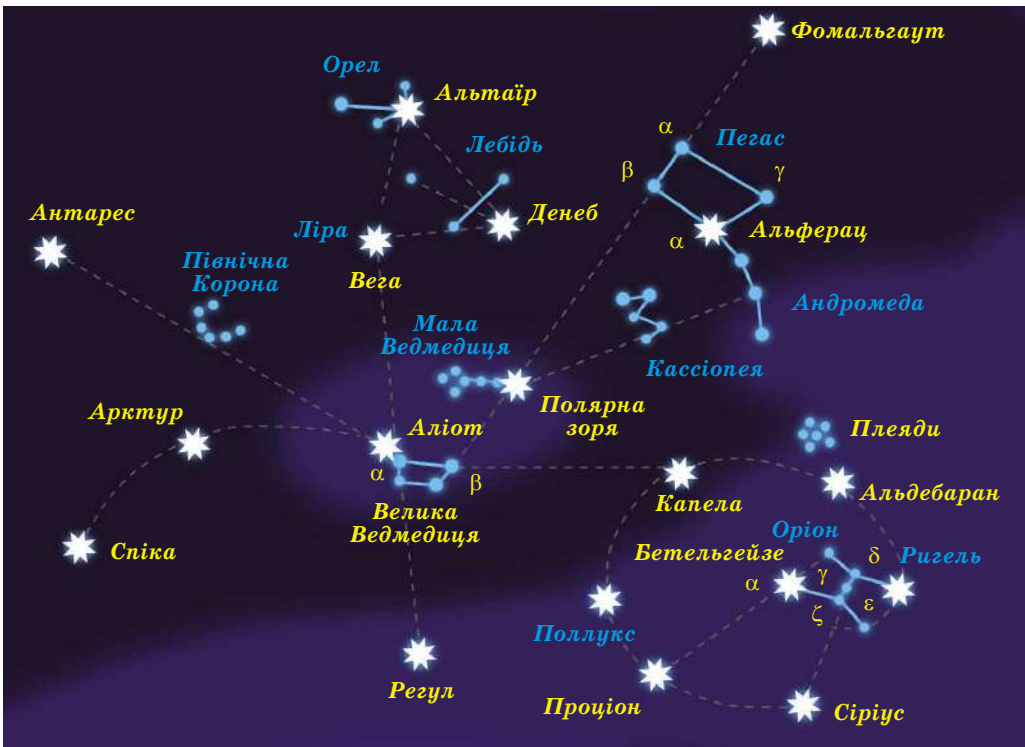 Фомальгаут
Орел
Альтаїр
α
Пегас
Лебідь
β
γ
Антарес
Ліра
Денеб
α
Альферац
Північна
Корона
Вега
Андромеда
Мала
Ведмедиця
Кассіопея
Полярна
зоря
Арктур
Аліот
Плеяди
α
β
Капела
Альдебаран
Велика
Ведмедиця
Спіка
Оріон
Бетельгейзе
δ
Ригель
α
γ
ε
ζ
Поллукс
Регул
Проціон
Сіріус